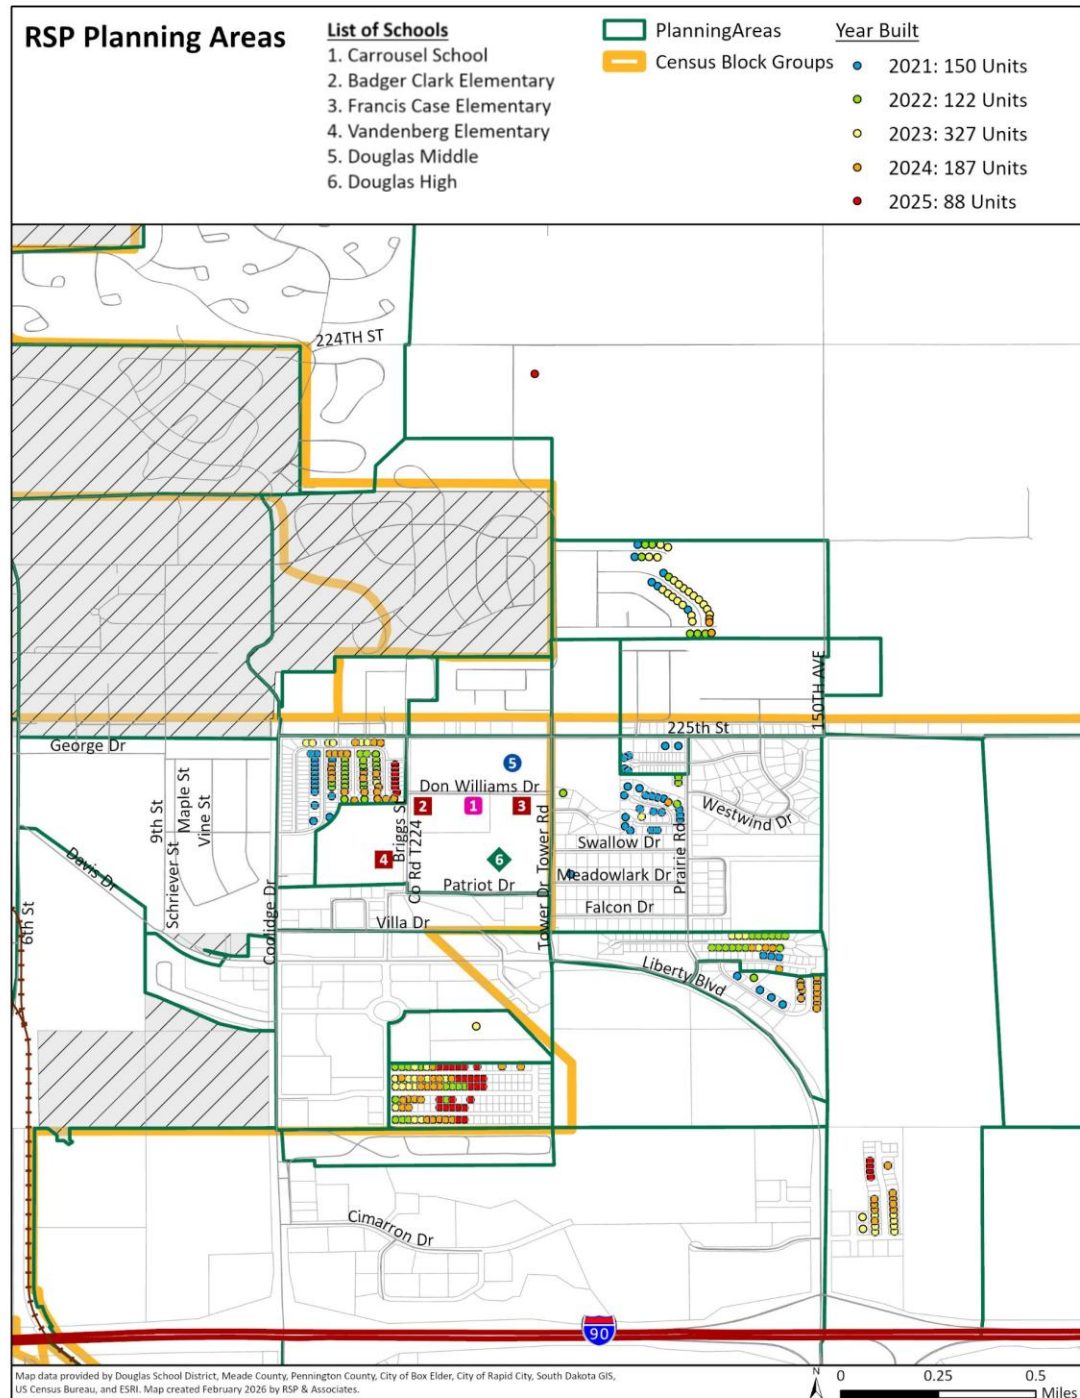 RSP Planning Areas
List of Schools
1. Carrousel School
2. Badger Clark Elementary
3. Francis Case Elementary
4. Vandenberg Elementary
5. Douglas Middle
6. Douglas High
PlanningAreas
Census Block Groups
Year Built
2021: 150 Units
2022: 122 Units
2023: 327 Units
2024: 187 Units
2025: 88 Units
224TH ST
150TH AVE
225th St
George Dr
5
Don Williams Dr
2
1
3
Westwind Dr
9th St
Maple St
Vine St
Briggs S
Co Rd T224
Tower Rd
Prairie Rd
Swallow Dr
4
6
Meadowlark Dr
Davis Dr
Schriever St
Patriot Dr
Falcon Dr
6th St
Coolidge Dr
Villa Dr
Tower Dr
Liberty Blvd
Cimarron Dr
90
Map data provided by Douglas School District, Meade County, Pennington County, City of Box Elder, City of Rapid City, South Dakota GIS,
US Census Bureau, and ESRI. Map created February 2026 by RSP & Associates.
N
0 0.25 0.5
Miles